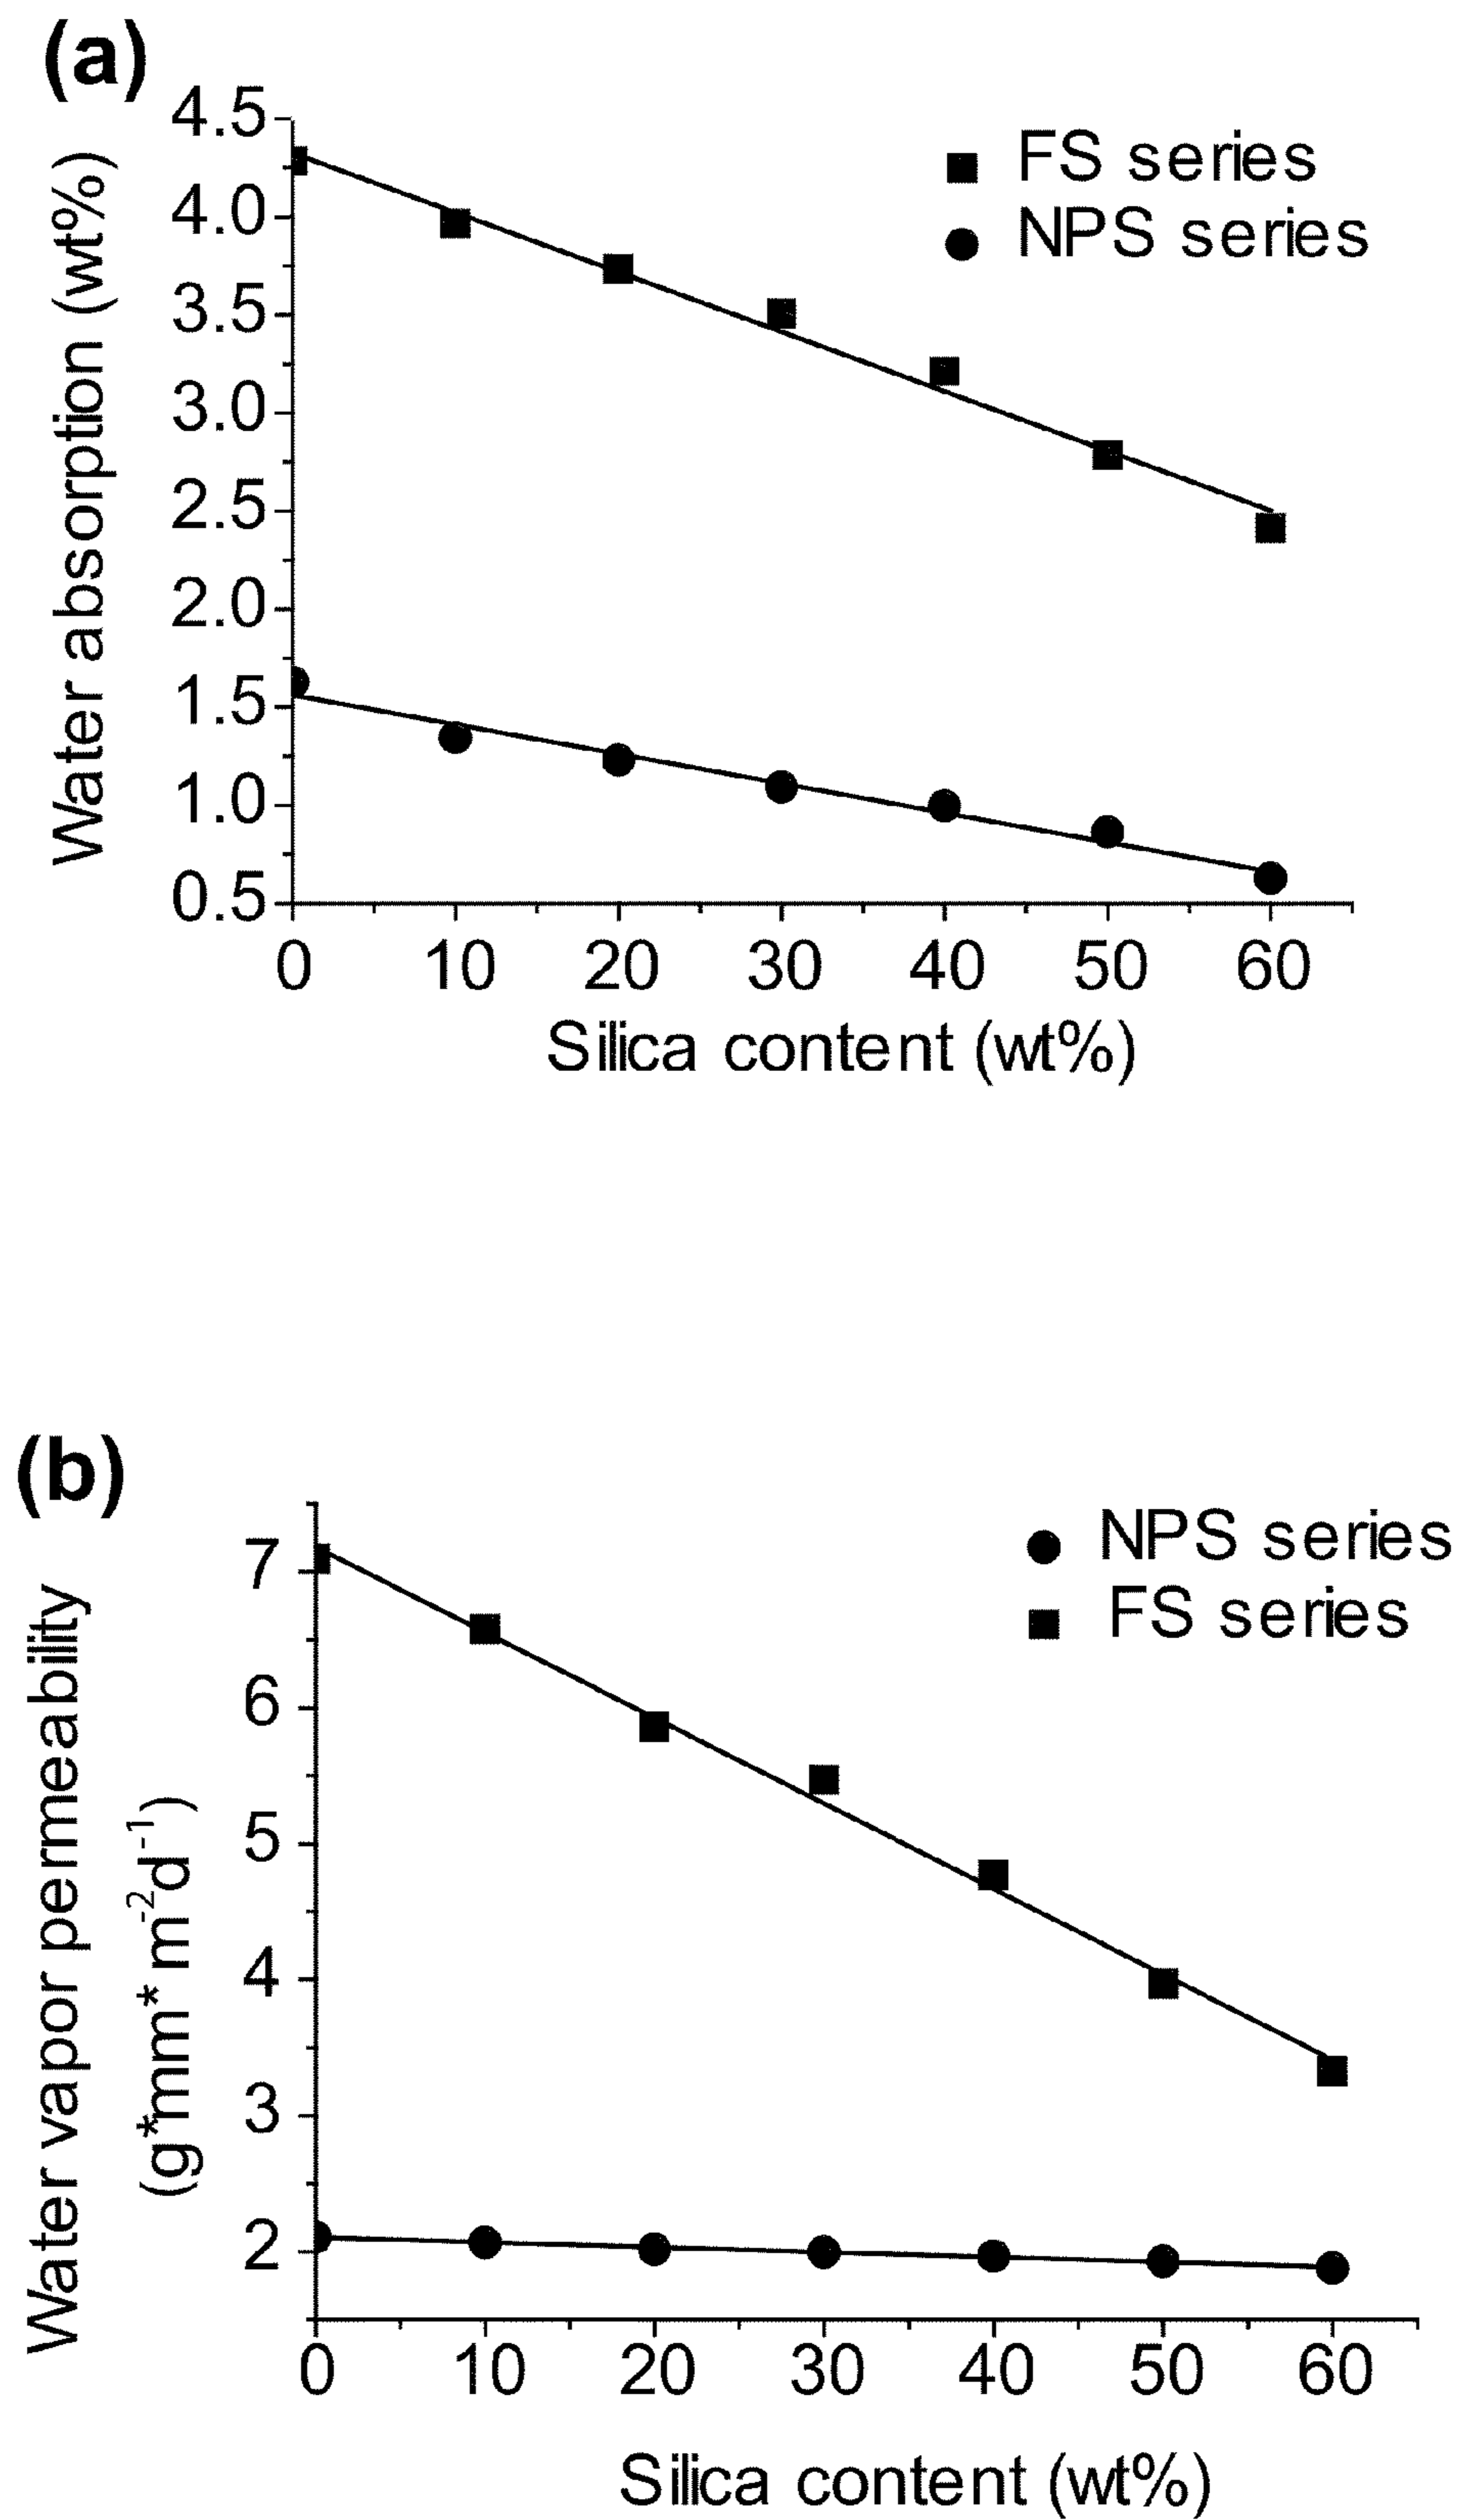 (a)
4.5
4.0
3.5
3.0
2.5
2.0
1.5
1.0
0.5
Water absorption (wt%)
FS series
NPS series
0 10 20 30 40 50 60
Silica content (wt%)
(b)
7
6
5
4
3
2
Water vapor permeability
(g*mm*m-2d-1)
NPS series
FS series
0 10 20 30 40 50 60
Silica content (wt%)